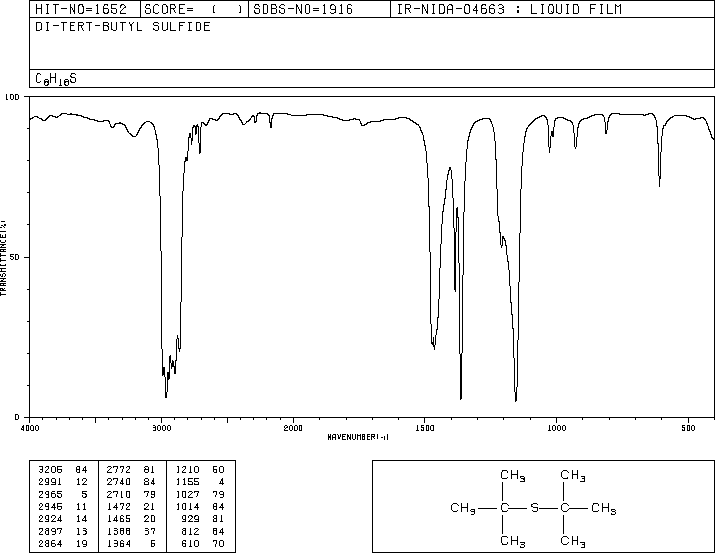 HIT-NO=1652 SCORE= ( ) SDBS-NO=1916 IR-NIDA-04663 : LIQUID FILM
DI-TERT-BUTYL SULFIDE
C8H18S
100
50
0
TRANSMITTANCE(%)
4000 3000 2000 1500 1000 500
WAVENUMBER(-1)
3205 84 2772 81 1210 50
2991 12 2740 84 1155 4
2965 5 2710 79 1027 79
2945 11 1472 21 1014 84
2924 14 1465 20 929 81
2897 13 1388 37 812 84
2864 19 1364 5 610 70
CH3 CH3
CH3 C S C CH3
CH3 CH3